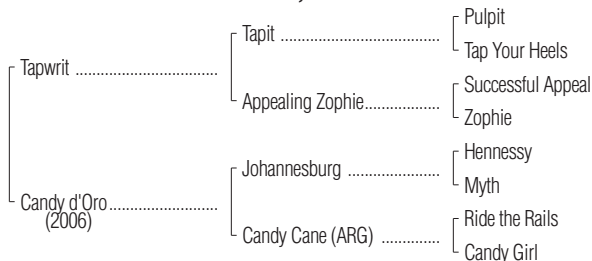 Pulpit
Tapit ........................................
Tap Your Heels
Tapwrit ....................................
Successful Appeal
Appealing Zophie...................
Zophie
Hennessy
Johannesburg .......................
Myth
Candy d'Oro...........................
(2006)
Ride the Rails
Candy Cane (ARG) ..............
Candy Girl